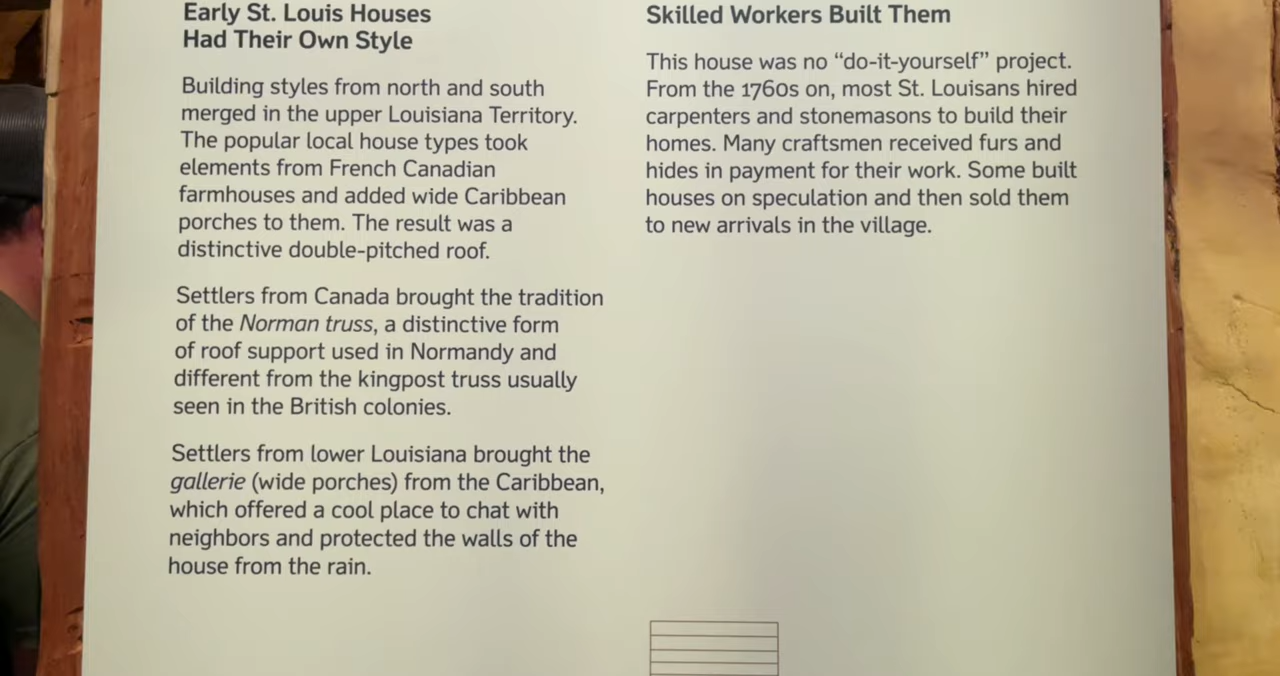 Early St. Louis Houses
Had Their Own Style
Building styles from north and south
merged in the upper Louisiana Territory.
The popular local house types took
elements from French Canadian
farmhouses and added wide Caribbean
porches to them. The result was a
distinctive double-pitched roof.
Settlers from Canada brought the tradition
of the Norman truss, a distinctive form
of roof support used in Normandy and
different from the kingpost truss usually
seen in the British colonies.
Settlers from lower Louisiana brought the
gallerie (wide porches) from the Caribbean,
which offered a cool place to chat with
neighbors and protected the walls of the
house from the rain.
Skilled Workers Built Them
This house was no “do-it-yourself” project.
From the 1760s on, most St. Louisans hired
carpenters and stonemasons to build their
homes. Many craftsmen received furs and
hides in payment for their work. Some built
houses on speculation and then sold them
to new arrivals in the village.